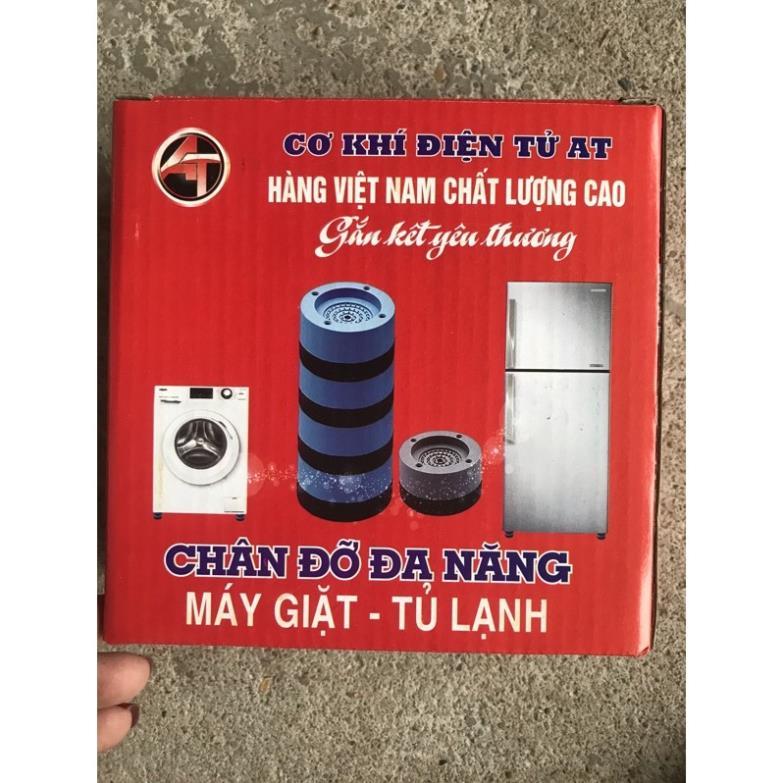 AT
CƠ KHÍ ĐIỆN TỬ AT
HÀNG VIỆT NAM CHẤT LƯỢNG CAO
Gắn kết yêu thương
CHÂN ĐỠ ĐA NĂNG
MÁY GIẶT - TỦ LẠNH